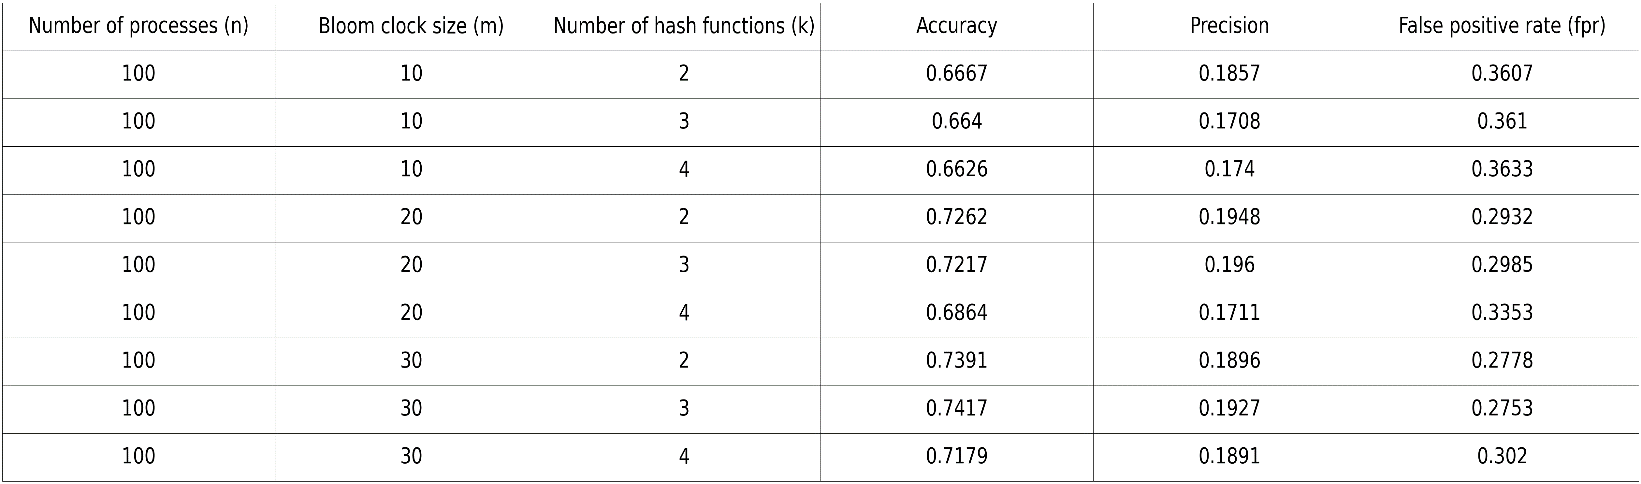 Number of processes (n) Bloom clock size (m) Number of hash functions (k) Accuracy Precision False positive rate (fpr)
100 10 2 0.6667 0.1857 0.3607
100 10 3 0.664 0.1708 0.361
100 10 4 0.6626 0.174 0.3633
100 20 2 0.7262 0.1948 0.2932
100 20 3 0.7217 0.196 0.2985
100 20 4 0.6864 0.1711 0.3353
100 30 2 0.7391 0.1896 0.2778
100 30 3 0.7417 0.1927 0.2753
100 30 4 0.7179 0.1891 0.302